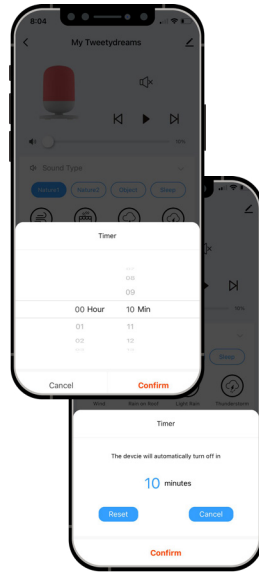 8:04
My Tweetydreams
Sound Type
Nature1 Nature2 Object Sleep
Timer
08
09
00 Hour 10 Min
01 11
02 12
Cancel Confirm
Sleep
Wind Rain on Roof Light Rain Thunderstorm
Timer
The devcie will automatically turn off in
10 minutes
Reset Cancel
Confirm